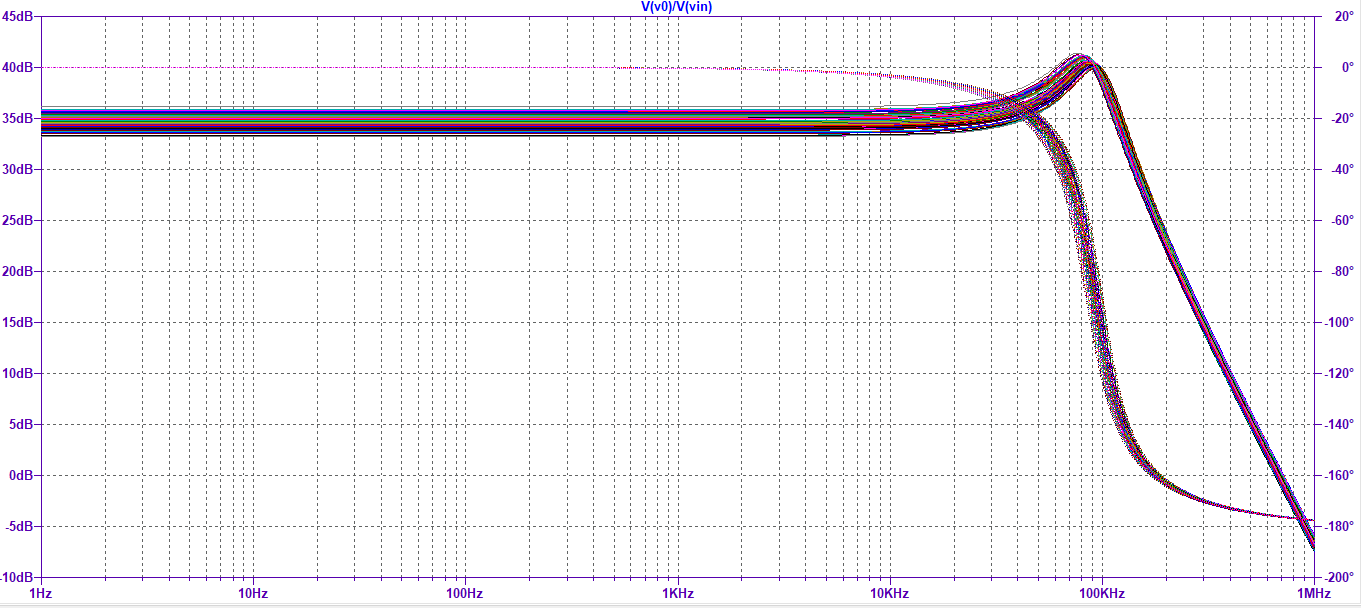 V(v0)/V(vin)
45dB 20°
40dB 0°
35dB -20°
30dB -40°
25dB -60°
20dB -80°
15dB -100°
10dB -120°
5dB -140°
0dB -160°
-5dB -180°
-10dB -200°
1Hz 10Hz 100Hz 1KHz 10KHz 100KHz 1MHz